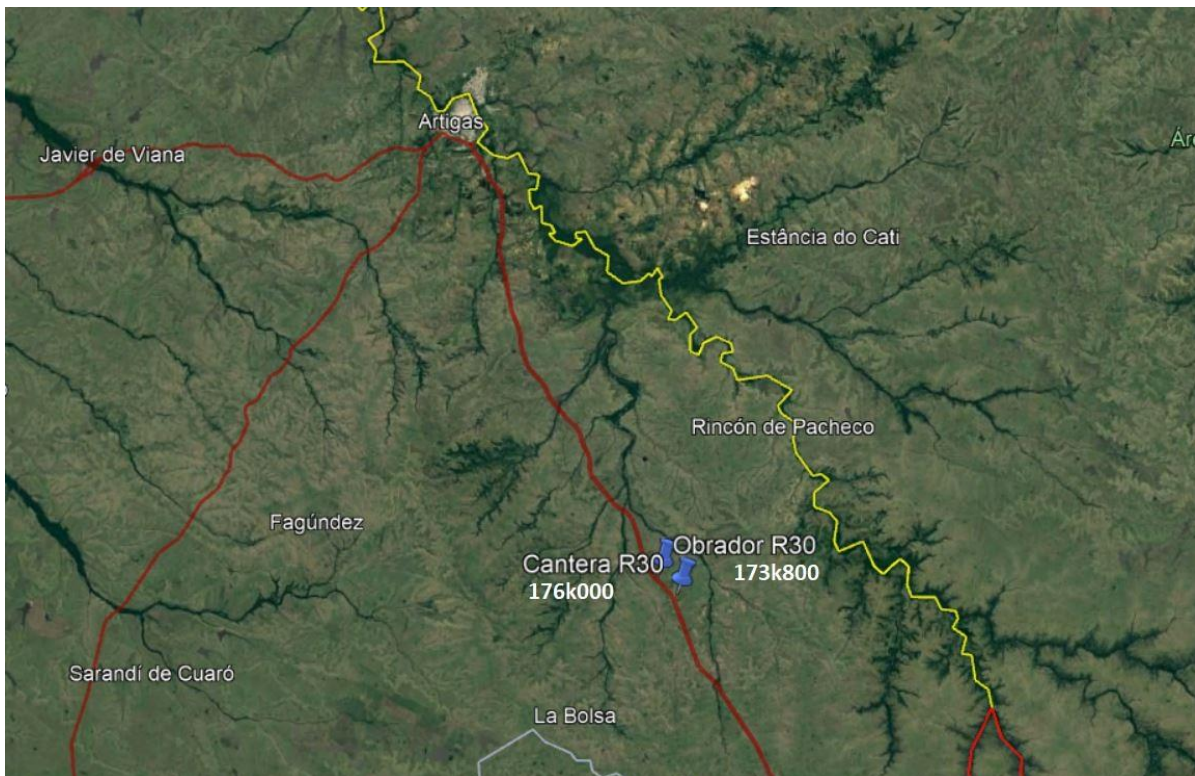 Artigas
Ár
Javier de Viana
Estância do Cati
Rincón de Pacheco
Fagúndez
Cantera R30
176k000
Obrador R30
173k800
Sarandí de Cuaró
La Bolsa